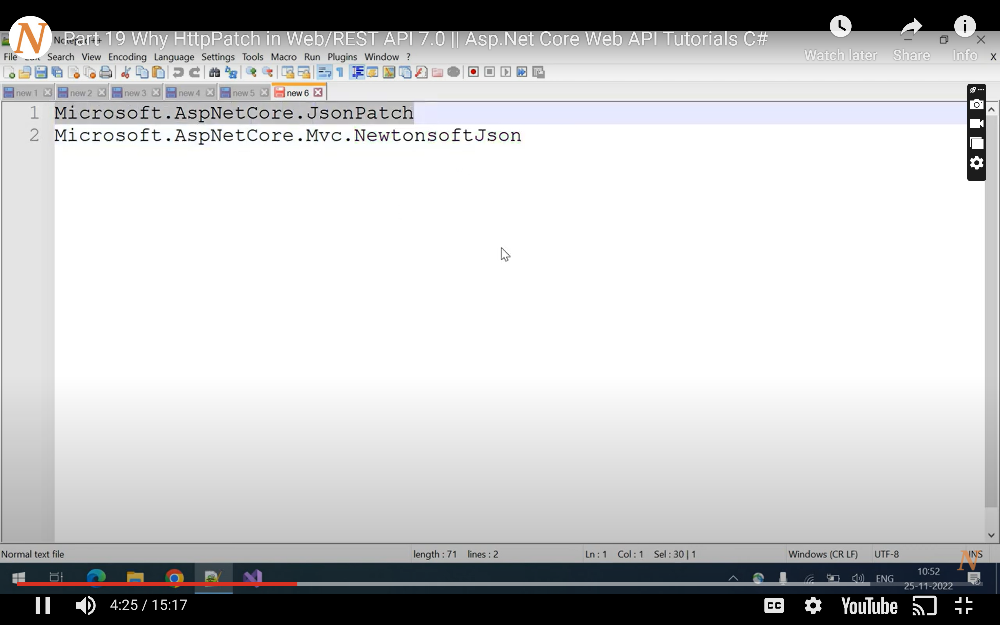 N
Part 19 Why HttpPatch in Web/REST API 7.0 || Asp.Net Core Web API Tutorials C#
Watch later Share Info
File Search View Encoding Language Settings Tools Macro Run Plugins Window ? X
new 1 new 2 new 3 new 4 new 5 new 6
1 Microsoft.AspNetCore.JsonPatch
2 Microsoft.AspNetCore.Mvc.NewtonsoftJson
Normal text file length : 71 lines : 2 Ln : 1 Col : 1 Sel : 30 | 1 Windows (CR LF) UTF-8 INS
N
ENG 10:52
25-11-2022
4:25 / 15:17 CC YouTube